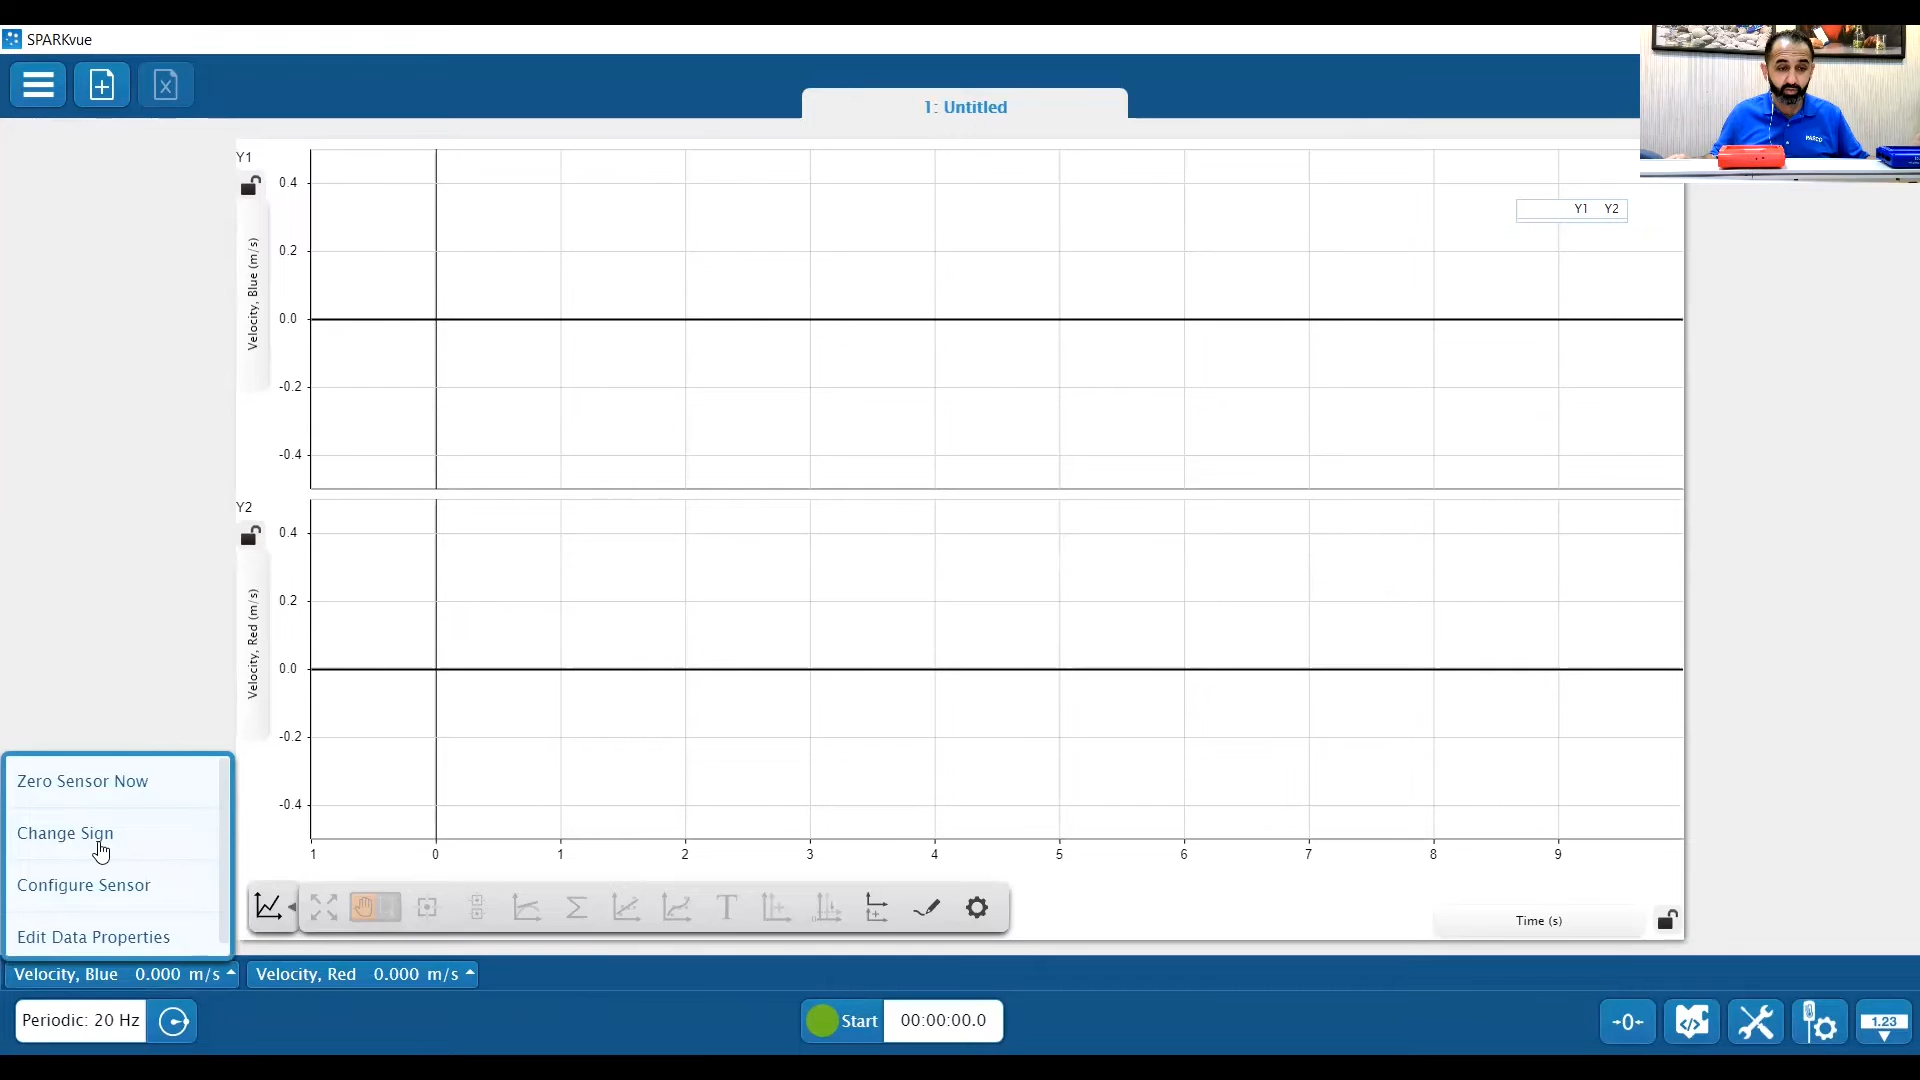 SPARKvue
1: Untitled
Y1
0.4
0.2
0.0
-0.2
-0.4
Velocity, Blue (m/s)
Y1 Y2
Y2
0.4
0.2
0.0
-0.2
-0.4
Velocity, Red (m/s)
1 0 1 2 3 4 5 6 7 8 9
Time (s)
Zero Sensor Now
Change Sign
Configure Sensor
Edit Data Properties
Velocity, Blue 0.000 m/s
Velocity, Red 0.000 m/s
Periodic: 20 Hz
Start 00:00:00.0
-0-
1.23
PASCO